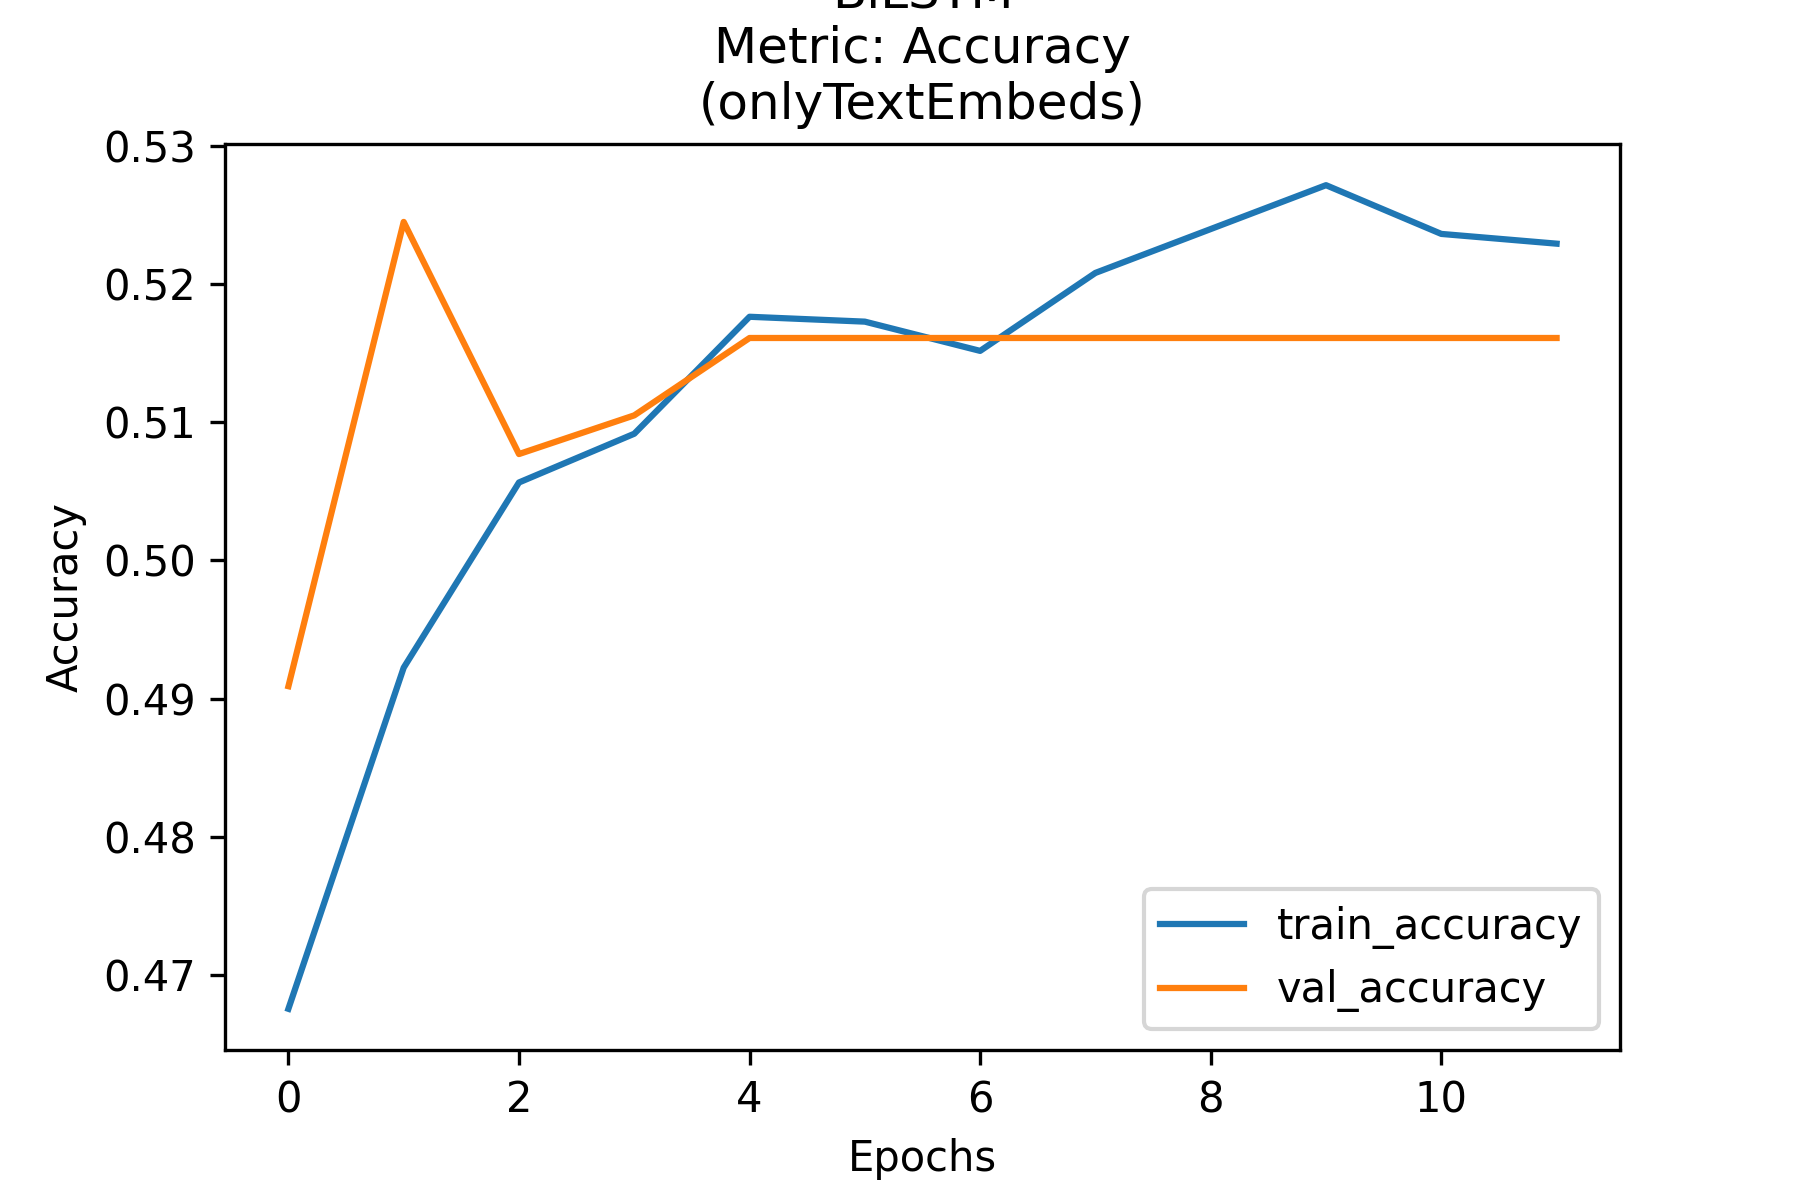 BiLSTM
Metric: Accuracy
(onlyTextEmbeds)
0.53
0.52
0.51
0.50
0.49
0.48
0.47
Accuracy
0 2 4 6 8 10
Epochs
train_accuracy
val_accuracy